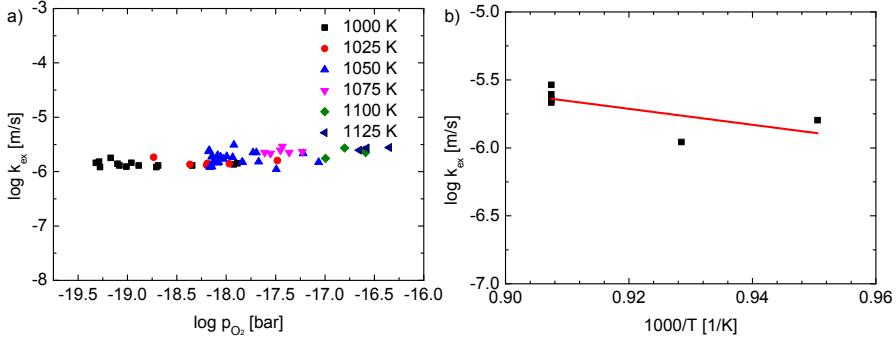 a)
-3
-4
-5
-6
-7
-8
log k_ex [m/s]
-19.5 -19.0 -18.5 -18.0 -17.5 -17.0 -16.5 -16.0
log p_O₂ [bar]
1000 K
1025 K
1050 K
1075 K
1100 K
1125 K
b)
-5.0
-5.5
-6.0
-6.5
-7.0
log k_ex [m/s]
0.90 0.92 0.94 0.96
1000/T [1/K]